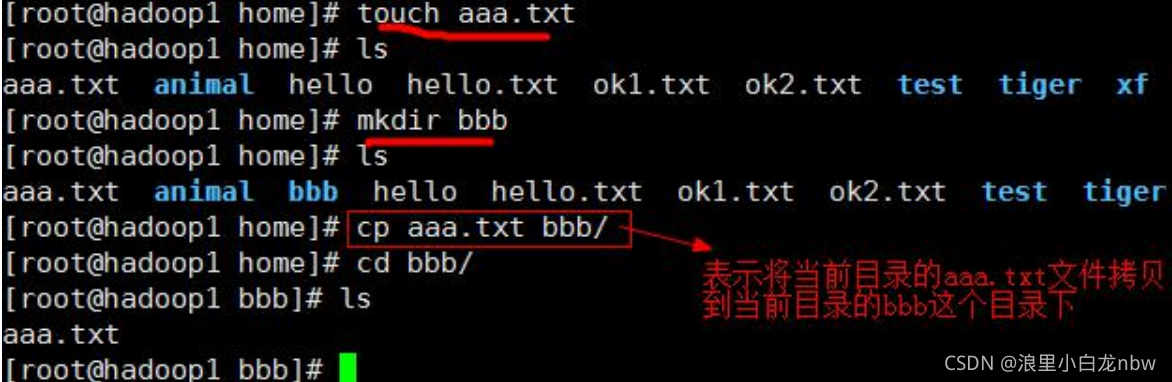 [root@hadoop1 home]# touch aaa.txt
[root@hadoop1 home]# ls
aaa.txt  animal  hello  hello.txt  ok1.txt  ok2.txt  test  tiger  xf
[root@hadoop1 home]# mkdir bbb
[root@hadoop1 home]# ls
aaa.txt  animal  bbb  hello  hello.txt  ok1.txt  ok2.txt  test  tiger
[root@hadoop1 home]# cp aaa.txt bbb/
[root@hadoop1 home]# cd bbb/
表示将当前目录的aaa.txt文件拷贝
到当前目录的bbb这个目录下
[root@hadoop1 bbb]# ls
aaa.txt
[root@hadoop1 bbb]#
CSDN @浪里小白龙nbw